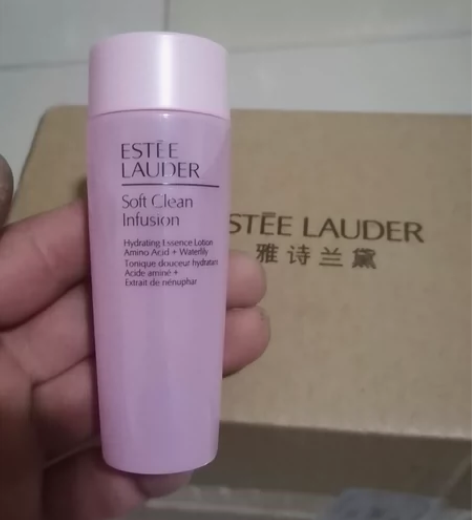 ESTĒE
LAUDER
Soft Clean
Infusion
Hydrating Essence Lotion
Amino Acid + Waterlily
Tonique douceur hydratant
Acide aminé +
Extrait de nénuphar
STĒE LAUDER
雅诗兰黛